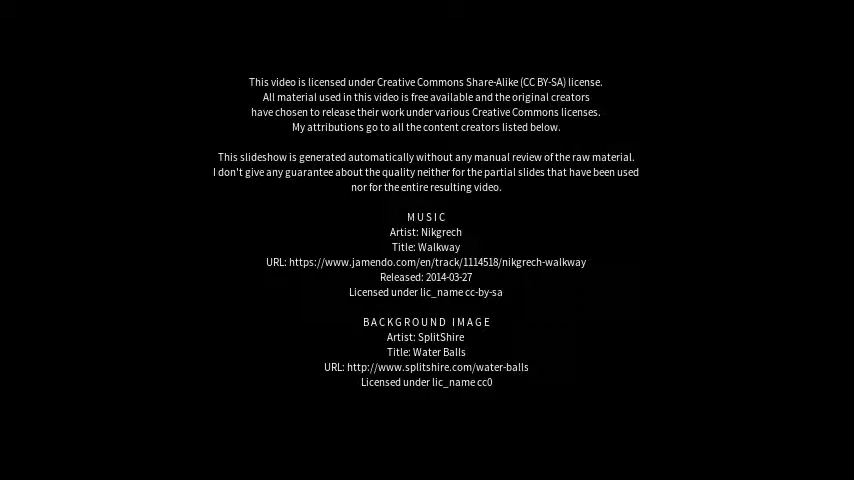 This video is licensed under Creative Commons Share-Alike (CC BY-SA) license.
All material used in this video is free available and the original creators
have chosen to release their work under various Creative Commons licenses.
My attributions go to all the content creators listed below.
This slideshow is generated automatically without any manual review of the raw material.
I don't give any guarantee about the quality neither for the partial slides that have been used
nor for the entire resulting video.
MUSIC
Artist: Nikgrech
Title: Walkway
URL: https://www.jamendo.com/en/track/1114518/nikgrech-walkway
Released: 2014-03-27
Licensed under lic_name cc-by-sa
BACKGROUND IMAGE
Artist: SplitShire
Title: Water Balls
URL: http://www.splitshire.com/water-balls
Licensed under lic_name cc0